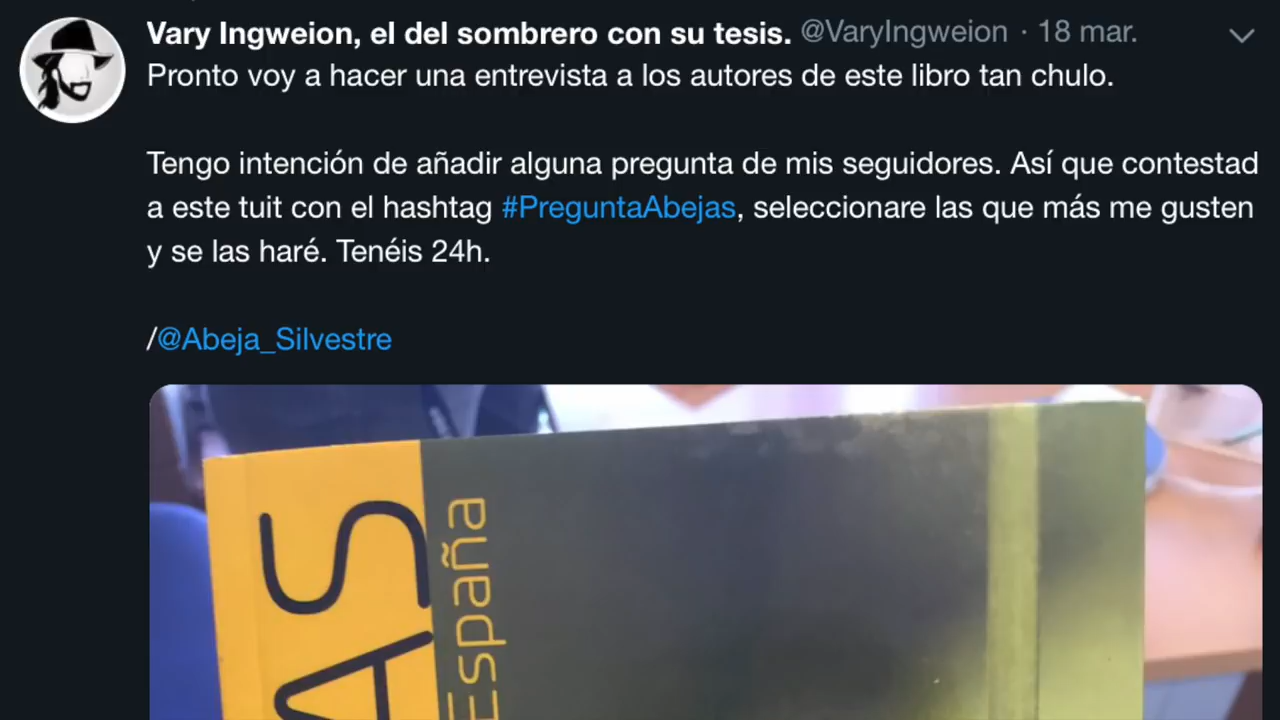 Vary Ingweion, el del sombrero con su tesis. @VaryIngweion · 18 mar.
Pronto voy a hacer una entrevista a los autores de este libro tan chulo.
Tengo intención de añadir alguna pregunta de mis seguidores. Así que contestad
a este tuit con el hashtag #PreguntaAbejas, seleccionare las que más me gusten
y se las haré. Tenéis 24h.
/@Abeja_Silvestre
AS
España